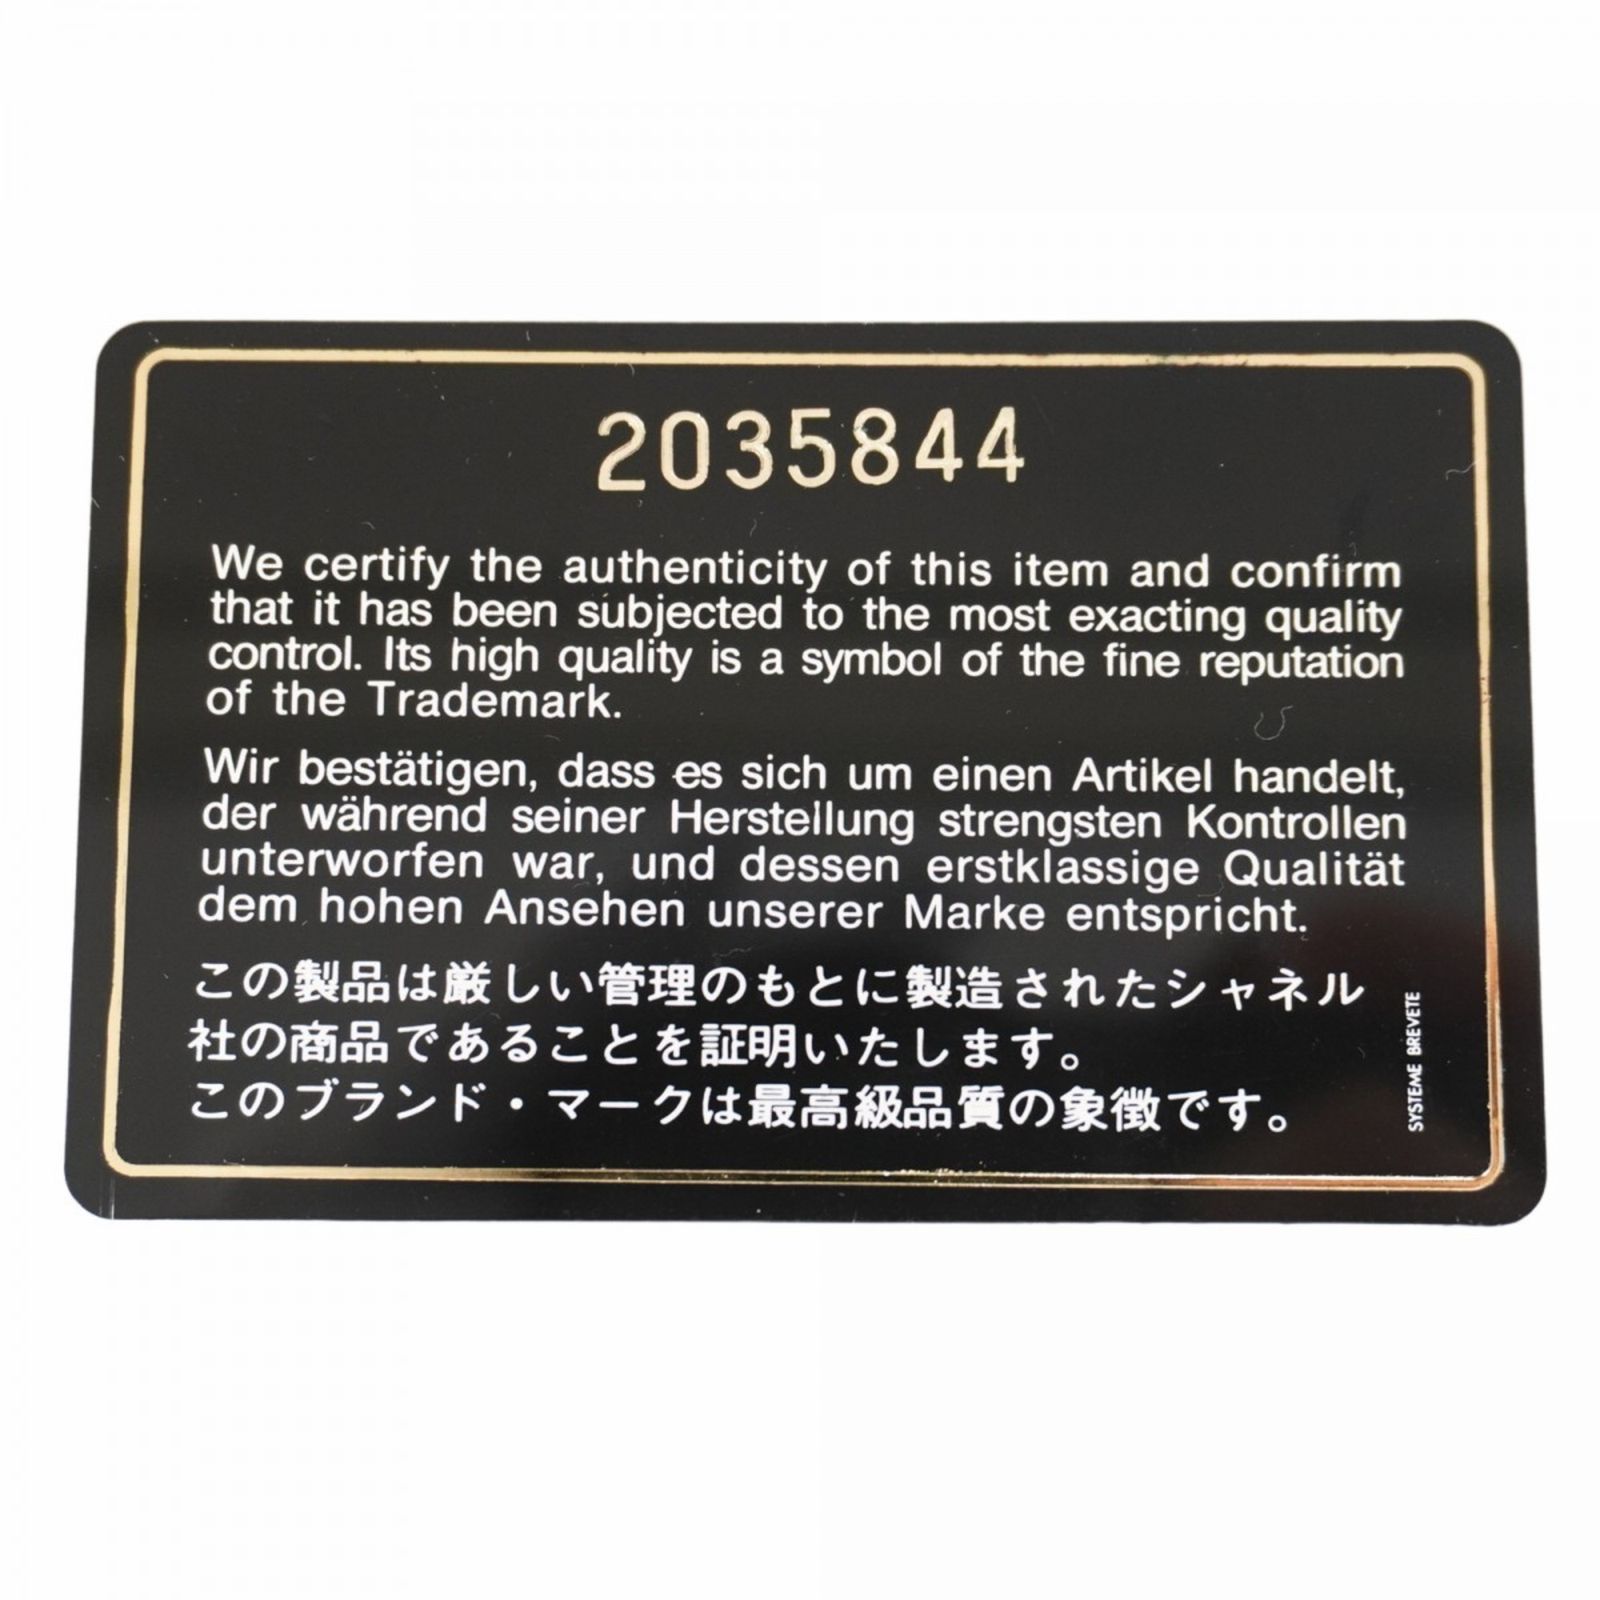 2035844
We certify the authenticity of this item and confirm
that it has been subjected to the most exacting quality
control. Its high quality is a symbol of the fine reputation
of the Trademark.
Wir bestätigen, dass es sich um einen Artikel handelt,
der während seiner Herstellung strengsten Kontrollen
unterworfen war, und dessen erstklassige Qualität
dem hohen Ansehen unserer Marke entspricht.
この製品は厳しい管理のもとに製造されたシャネル
社の商品であることを証明いたします。
このブランド・マークは最高級品質の象徴です。
SYSTEME BREVETE